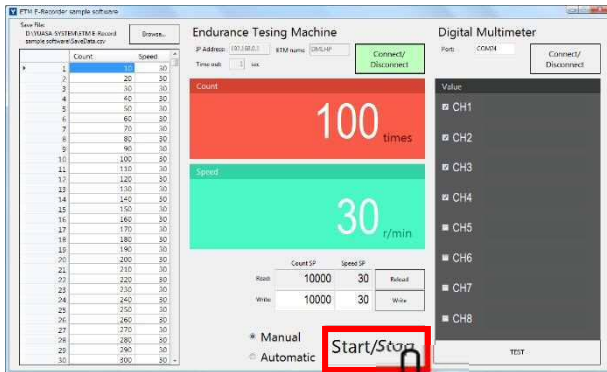 ETM E-Recorder sample software
Save File:
D:\YUASA SYSTEM\ETM E-Record
sample software\SaveData.csv
Browse...
Count Speed
1 10 30
2 20 30
3 30 30
4 40 30
5 50 30
6 60 30
7 70 30
8 80 30
9 90 30
10 100 30
11 110 30
12 120 30
13 130 30
14 140 30
15 150 30
16 160 30
17 170 30
18 180 30
19 190 30
20 200 30
21 210 30
22 220 30
23 230 30
24 240 30
25 250 30
26 260 30
27 270 30
28 280 30
29 290 30
30 300 30
Endurance Tesing Machine
IP Address: 192.168.0.1 ETM name
Time out: 1 sec
Connect/
Disconnect
Count
100 times
Speed
30 r/min
Count SP Speed SP
Read 10000 30 Reload
Write 10000 30 Write
Manual
Automatic
Start/Stop
Digital Multimeter
Port: COM24
Connect/
Disconnect
Value
CH1
CH2
CH3
CH4
CH5
CH6
CH7
CH8
TEST